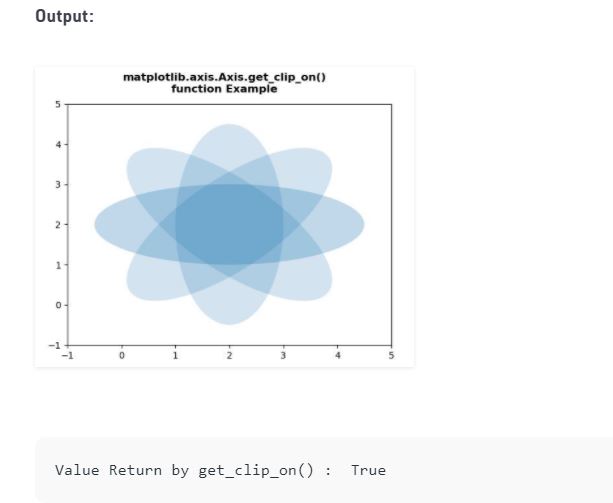 Output:
matplotlib.axis.Axis.get_clip_on()
function Example
5
4
3
2
1
0
−1
−1 0 1 2 3 4 5
Value Return by get_clip_on() : True